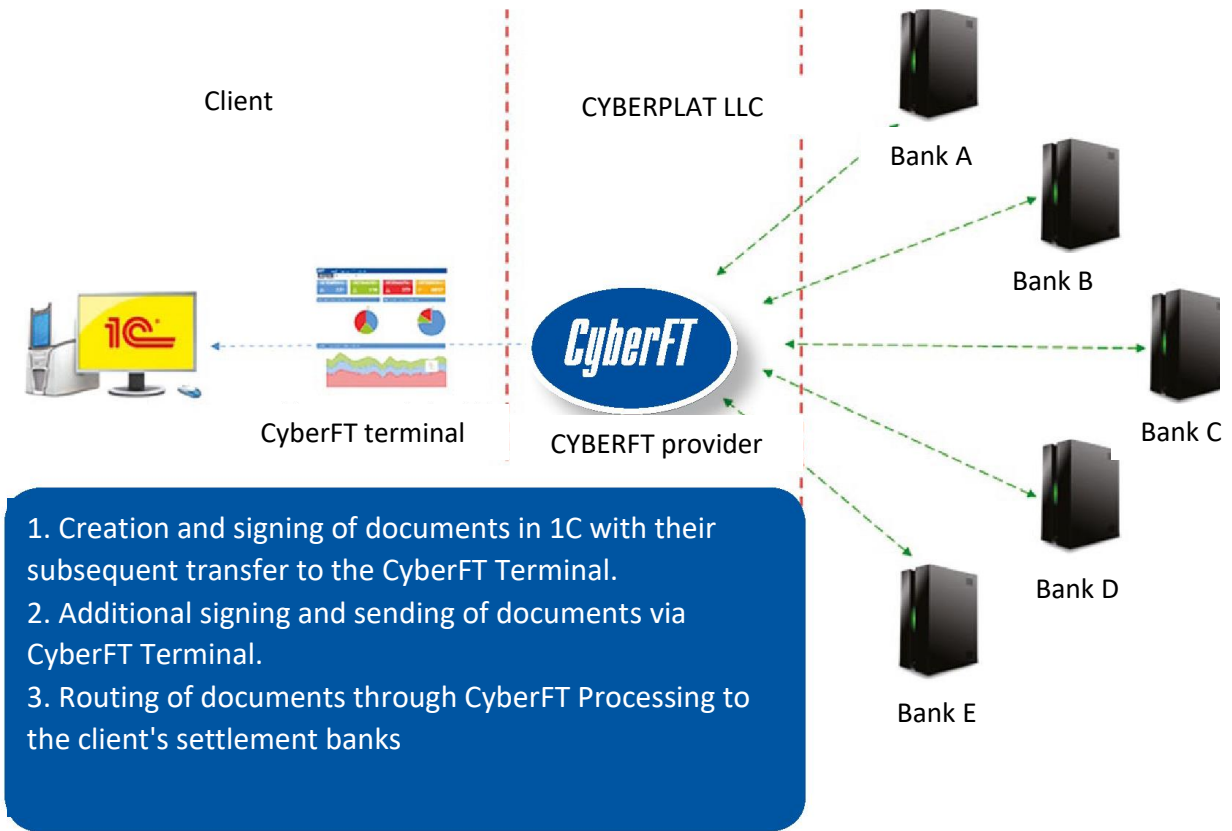 Client
CYBERPLAT LLC
Bank A
Bank B
1C
CyberFT
Bank C
CyberFT terminal
CYBERFT provider
Bank D
Bank E
1. Creation and signing of documents in 1C with their
subsequent transfer to the CyberFT Terminal.
2. Additional signing and sending of documents via
CyberFT Terminal.
3. Routing of documents through CyberFT Processing to
the client's settlement banks